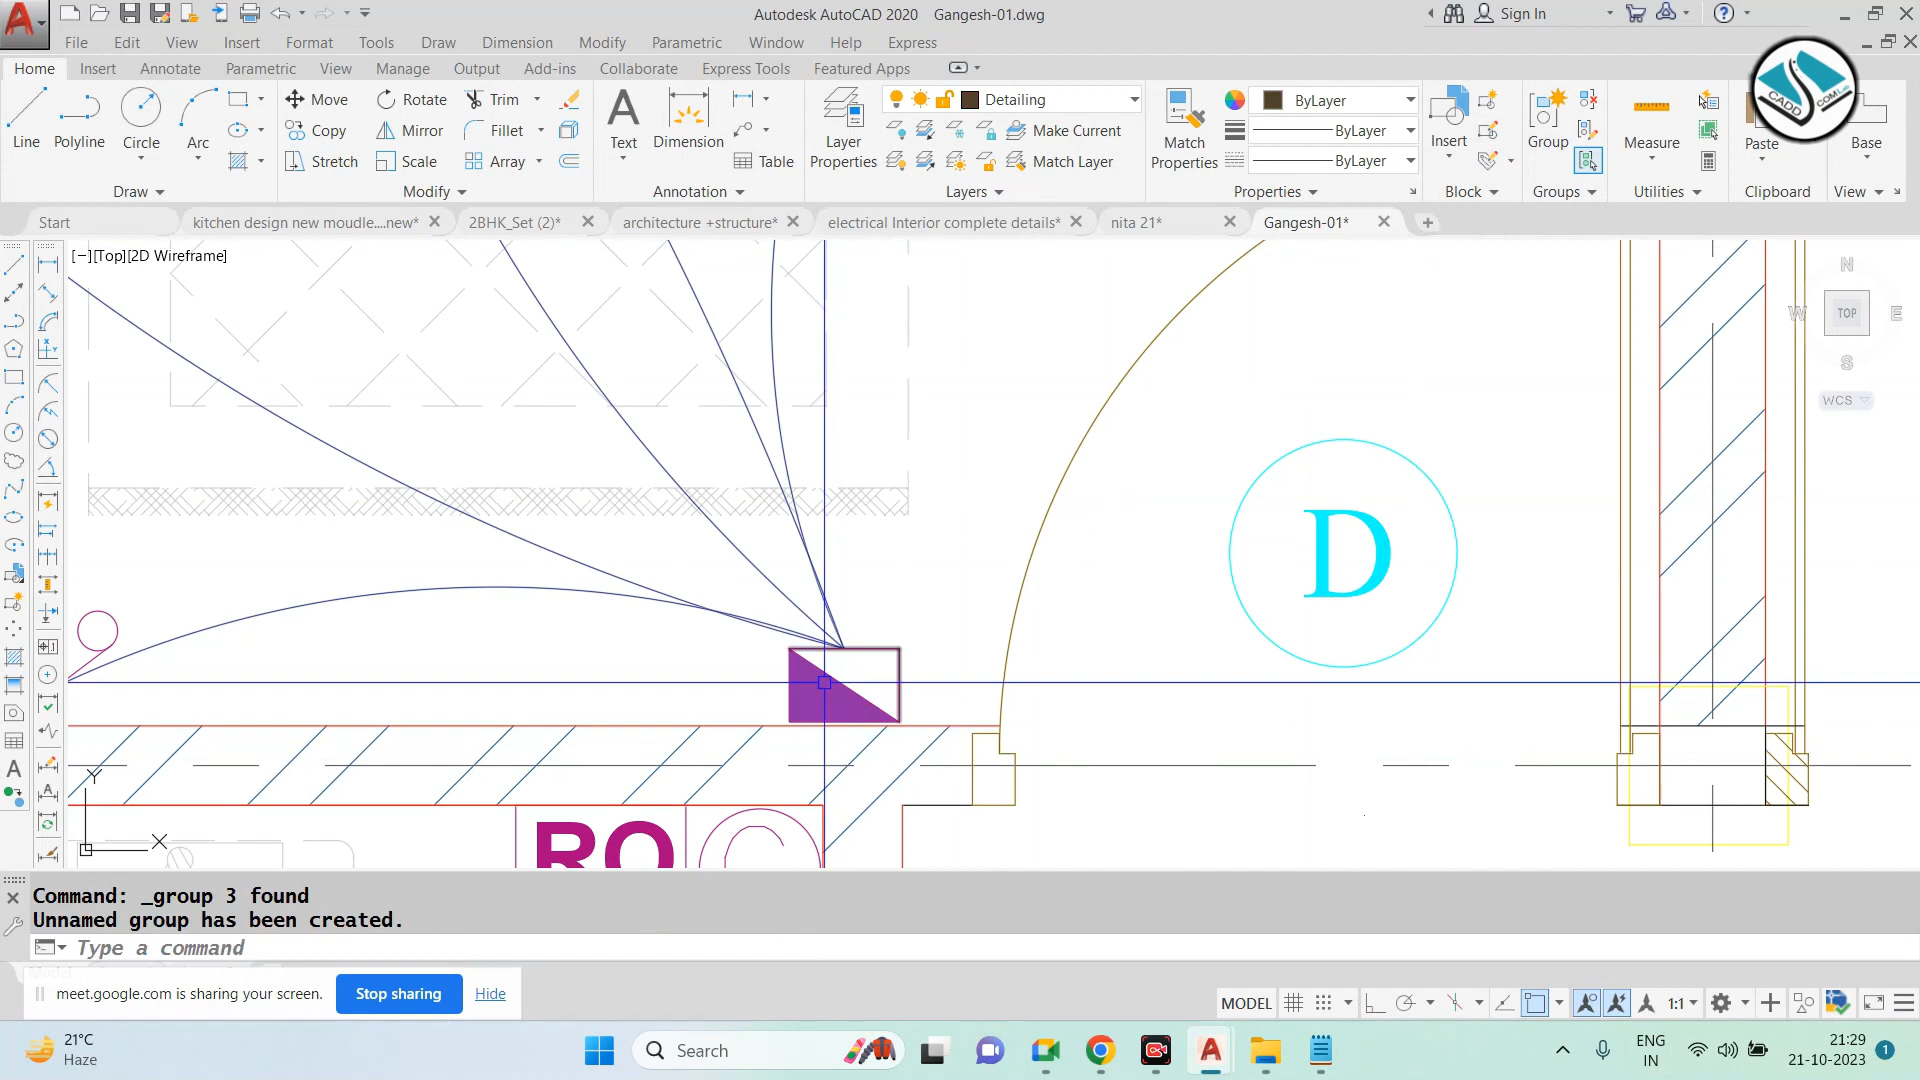 Autodesk AutoCAD 2020 Gangesh-01.dwg
Sign In
File Edit View Insert Format Tools Draw Dimension Modify Parametric Window Help Express
Home Insert Annotate Parametric View Manage Output Add-ins Collaborate Express Tools Featured Apps
CADD COM
Line Polyline Circle Arc
Move Rotate Trim
Copy Mirror Fillet
Stretch Scale Array
Text Dimension Table
Layer Properties
Detailing
Make Current
Match Layer
Match Properties
ByLayer
ByLayer
ByLayer
Insert
Group
Measure
Paste
Base
Draw Modify Annotation Layers Properties Block Groups Utilities Clipboard View
Start kitchen design new moudle....new* 2BHK_Set (2)* architecture +structure* electrical Interior complete details* nita 21* Gangesh-01*
[−][Top][2D Wireframe]
N
W TOP E
S
WCS
D
Y
X
RO
Command: _group 3 found
Unnamed group has been created.
Type a command
meet.google.com is sharing your screen. Stop sharing Hide
MODEL 1:1
21°C
Haze
Search
ENG
IN
21:29
21-10-2023
1